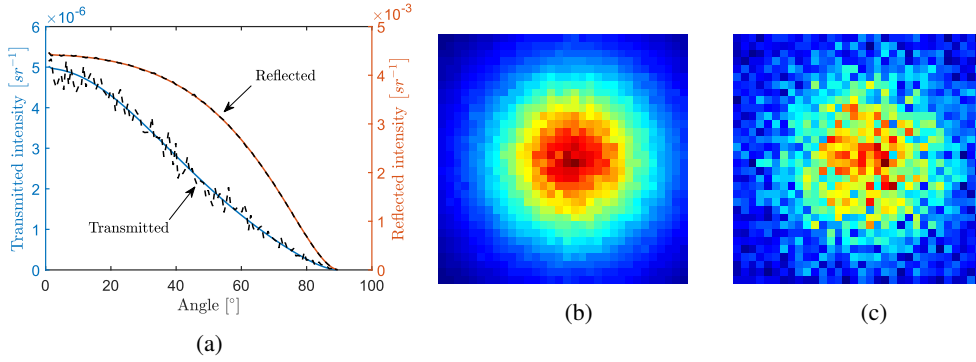 ×10⁻⁶
×10⁻³
6
5
4
3
2
1
0
5
4
3
2
1
0
Transmitted intensity [sr⁻¹]
Reflected intensity [sr⁻¹]
Reflected
Transmitted
0 20 40 60 80 100
Angle [°]
(a)
(b)
(c)